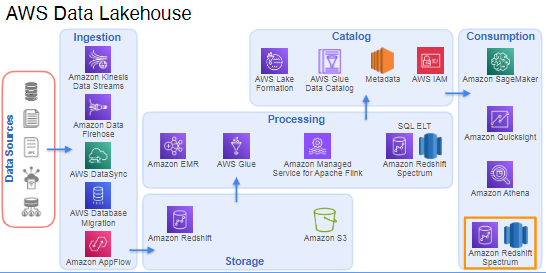 AWS Data Lakehouse
Data Sources
Ingestion
Amazon Kinesis
Data Streams
Amazon Data
Firehose
AWS DataSync
AWS Database
Migration
Amazon AppFlow
Catalog
AWS Lake
Formation
AWS Glue
Data Catalog
Metadata
AWS IAM
Processing
SQL ELT
Amazon EMR
AWS Glue
Amazon Managed
Service for Apache Flink
Amazon Redshift
Spectrum
Amazon Redshift
Amazon S3
Storage
Consumption
Amazon SageMaker
Amazon Quicksight
Amazon Athena
Amazon Redshift
Spectrum